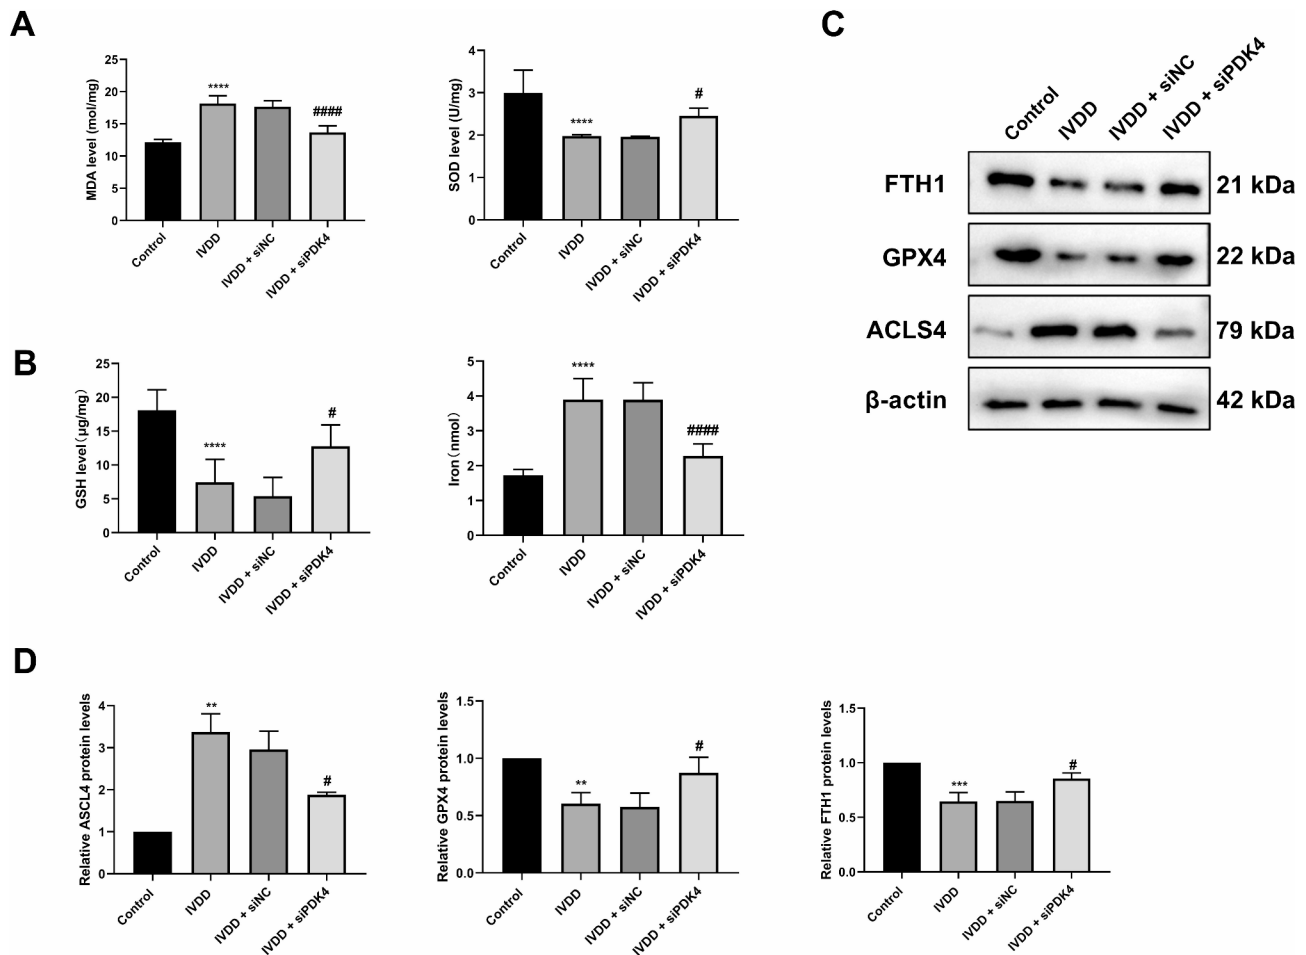 A
MDA level (mol/mg)
25
20
15
10
5
0
****
####
Control
IVDD
IVDD + siNC
IVDD + siPDK4
SOD level (U/mg)
4
3
2
1
0
****
#
Control
IVDD
IVDD + siNC
IVDD + siPDK4
B
GSH level(μg/mg)
25
20
15
10
5
0
****
#
Control
IVDD
IVDD + siNC
IVDD + siPDK4
Iron(nmol)
5
4
3
2
1
0
****
####
Control
IVDD
IVDD + siNC
IVDD + siPDK4
C
Control
IVDD
IVDD + siNC
IVDD + siPDK4
FTH1 21 kDa
GPX4 22 kDa
ACLS4 79 kDa
β-actin 42 kDa
D
Relative ASCL4 protein levels
4
3
2
1
0
**
#
Control
IVDD
IVDD + siNC
IVDD + siPDK4
Relative GPX4 protein levels
1.5
1.0
0.5
0.0
**
#
Control
IVDD
IVDD + siNC
IVDD + siPDK4
Relative FTH1 protein levels
1.5
1.0
0.5
0.0
***
#
Control
IVDD
IVDD + siNC
IVDD + siPDK4